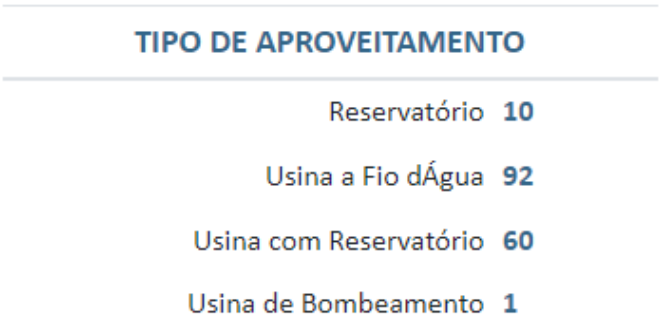 TIPO DE APROVEITAMENTO
Reservatório 10
Usina a Fio dÁgua 92
Usina com Reservatório 60
Usina de Bombeamento 1